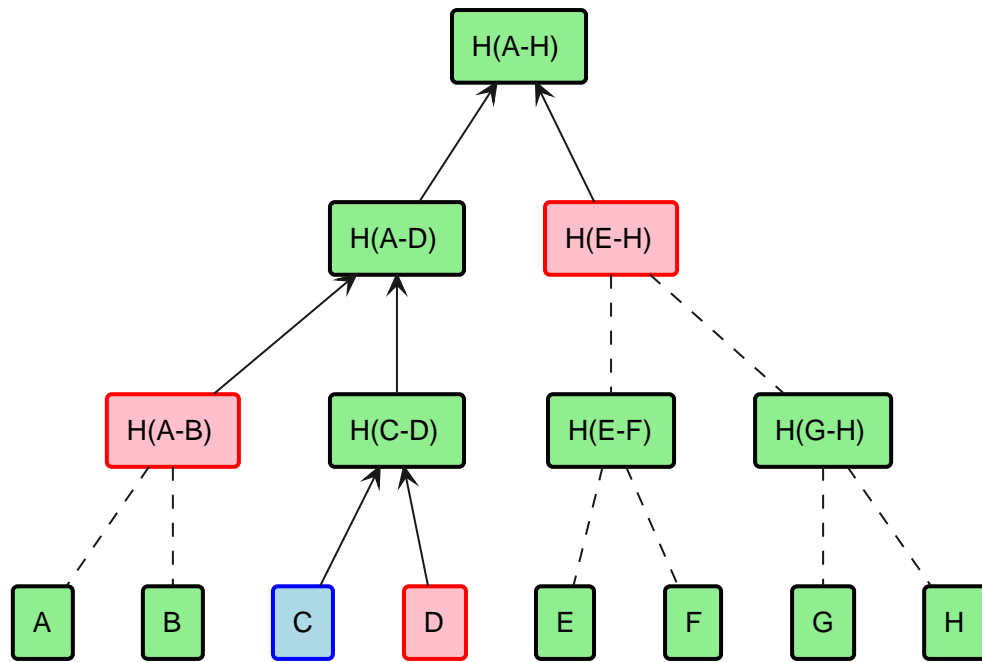 H(A-H)
H(A-D)
H(E-H)
H(A-B)
H(C-D)
H(E-F)
H(G-H)
A
B
C
D
E
F
G
H